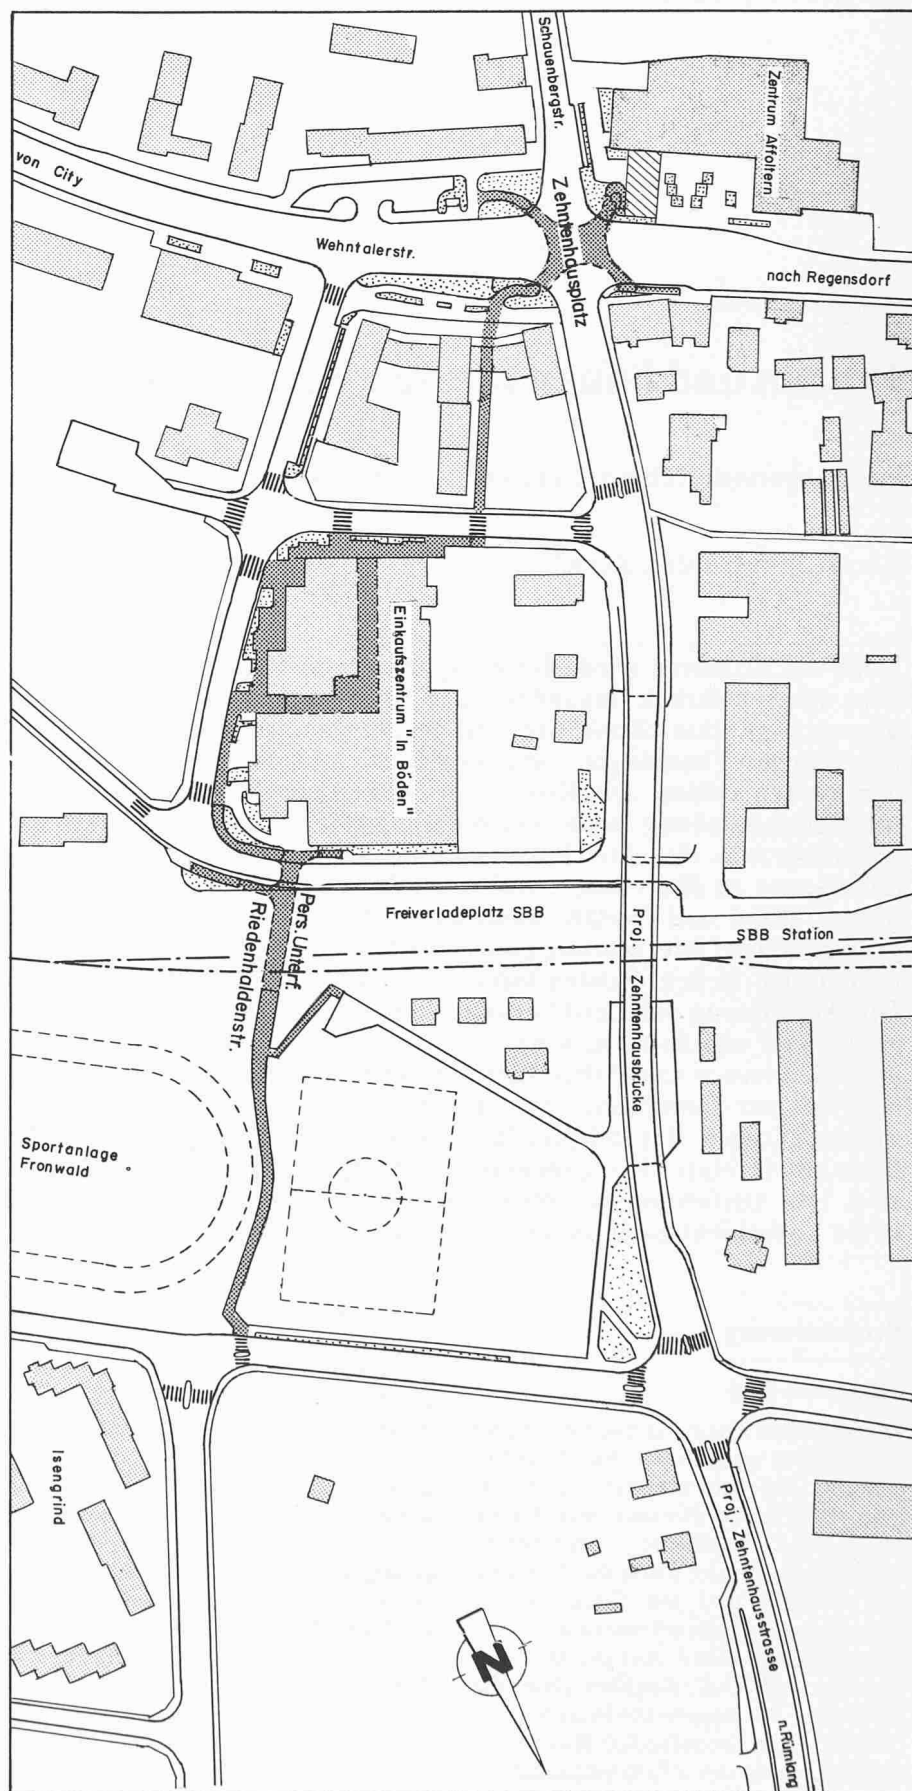 Schauenbergstr.
Zentrum Affoltern
von City
Zehntenhausplatz
Wehntalerstr.
nach Regensdorf
Einkaufszentrum "In Böden"
Freiverladeplatz SBB
SBB Station
Pers. Unterf.
Riedenhaldenstr.
Proj. Zehntenhausbrücke
Sportanlage
Fronwald
Isengrind
Proj. Zehntenhausstrasse
n. Rümlang
N